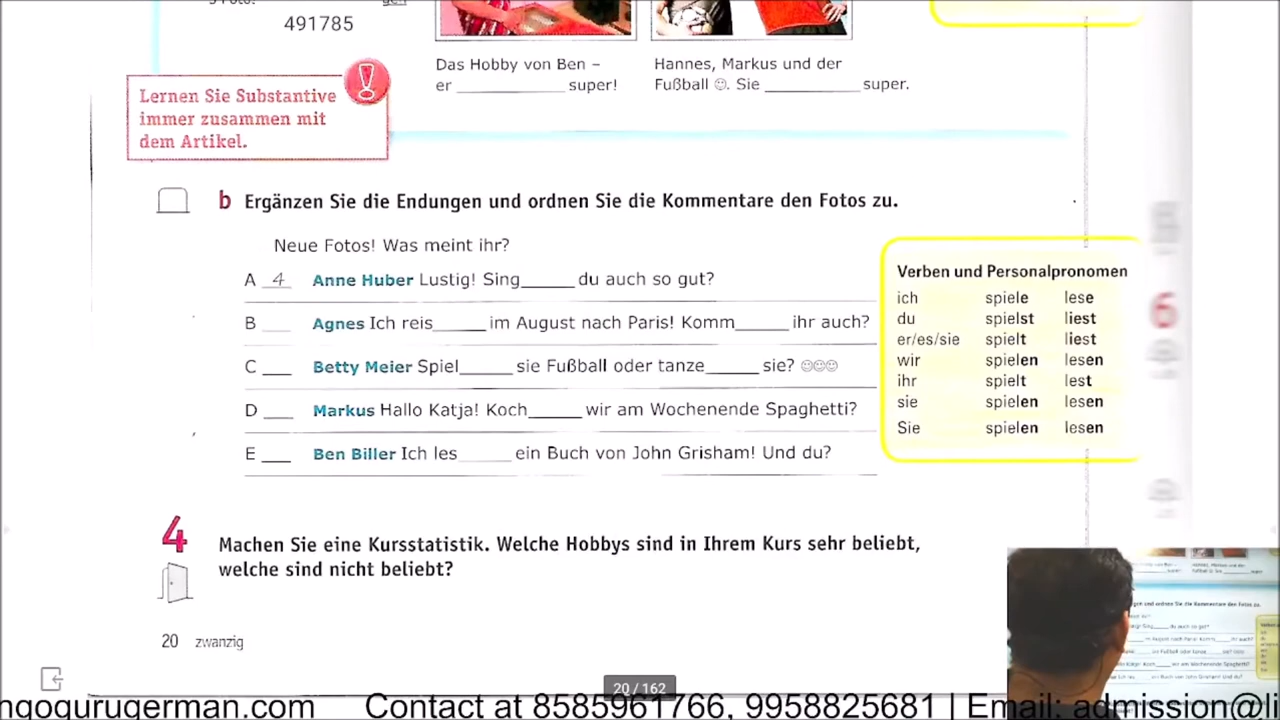 491785
Das Hobby von Ben –
er ____________ super!
Hannes, Markus und der
Fußball ☺. Sie ___________ super.
Lernen Sie Substantive
immer zusammen mit
dem Artikel.
b Ergänzen Sie die Endungen und ordnen Sie die Kommentare den Fotos zu.
Neue Fotos! Was meint ihr?
A 4 Anne Huber Lustig! Sing______ du auch so gut?
B ___ Agnes Ich reis______ im August nach Paris! Komm______ ihr auch?
C ___ Betty Meier Spiel______ sie Fußball oder tanze______ sie? ☺☺☺
D ___ Markus Hallo Katja! Koch______ wir am Wochenende Spaghetti?
E ___ Ben Biller Ich les______ ein Buch von John Grisham! Und du?
Verben und Personalpronomen
ich spiele lese
du spielst liest
er/es/sie spielt liest
wir spielen lesen
ihr spielt lest
sie spielen lesen
Sie spielen lesen
6
4 Machen Sie eine Kursstatistik. Welche Hobbys sind in Ihrem Kurs sehr beliebt,
welche sind nicht beliebt?
20 zwanzig
20 / 162
ngogurugerman.com Contact at 8585961766, 9958825681 | Email: admission@li